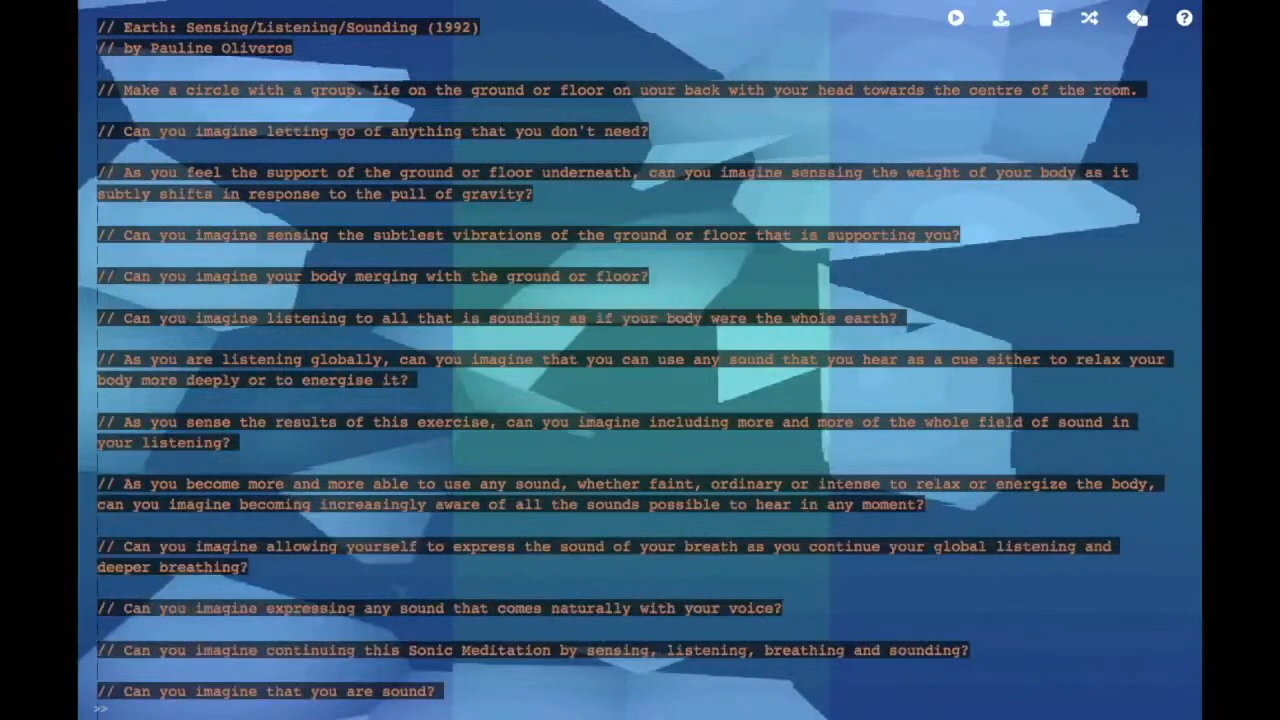 // Earth: Sensing/Listening/Sounding (1992)
// by Pauline Oliveros
// Make a circle with a group. Lie on the ground or floor on uour back with your head towards the centre of the room.
// Can you imagine letting go of anything that you don't need?
// As you feel the support of the ground or floor underneath, can you imagine senssing the weight of your body as it
subtly shifts in response to the pull of gravity?
// Can you imagine sensing the subtlest vibrations of the ground or floor that is supporting you?
// Can you imagine your body merging with the ground or floor?
// Can you imagine listening to all that is sounding as if your body were the whole earth?
// As you are listening globally, can you imagine that you can use any sound that you hear as a cue either to relax your
body more deeply or to energise it?
// As you sense the results of this exercise, can you imagine including more and more of the whole field of sound in
your listening?
// As you become more and more able to use any sound, whether faint, ordinary or intense to relax or energize the body,
can you imagine becoming increasingly aware of all the sounds possible to hear in any moment?
// Can you imagine allowing yourself to express the sound of your breath as you continue your global listening and
deeper breathing?
// Can you imagine expressing any sound that comes naturally with your voice?
// Can you imagine continuing this Sonic Meditation by sensing, listening, breathing and sounding?
// Can you imagine that you are sound?
>>